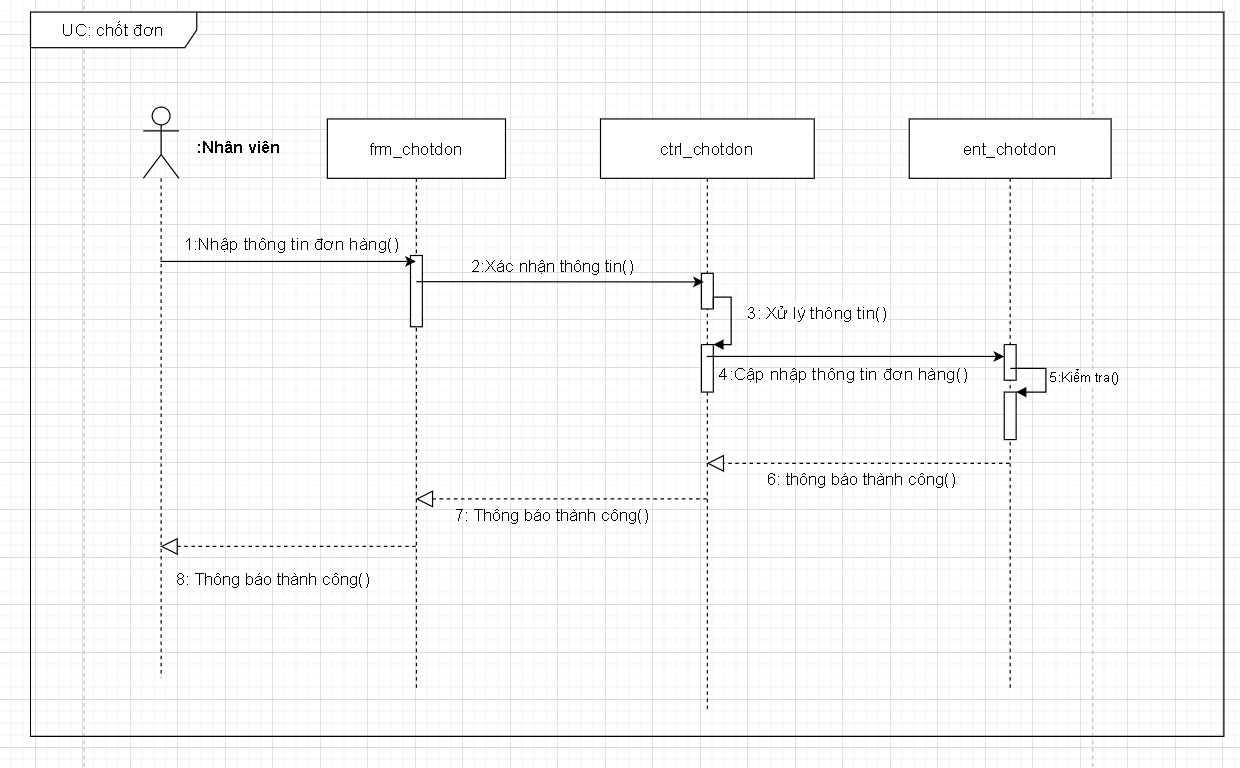 UC: chốt đơn
:Nhân viên
frm_chotdon
ctrl_chotdon
ent_chotdon
1:Nhập thông tin đơn hàng()
2:Xác nhận thông tin()
3: Xử lý thông tin()
4:Cập nhập thông tin đơn hàng()
5:Kiểm tra()
6: thông báo thành công()
7: Thông báo thành công()
8: Thông báo thành công()